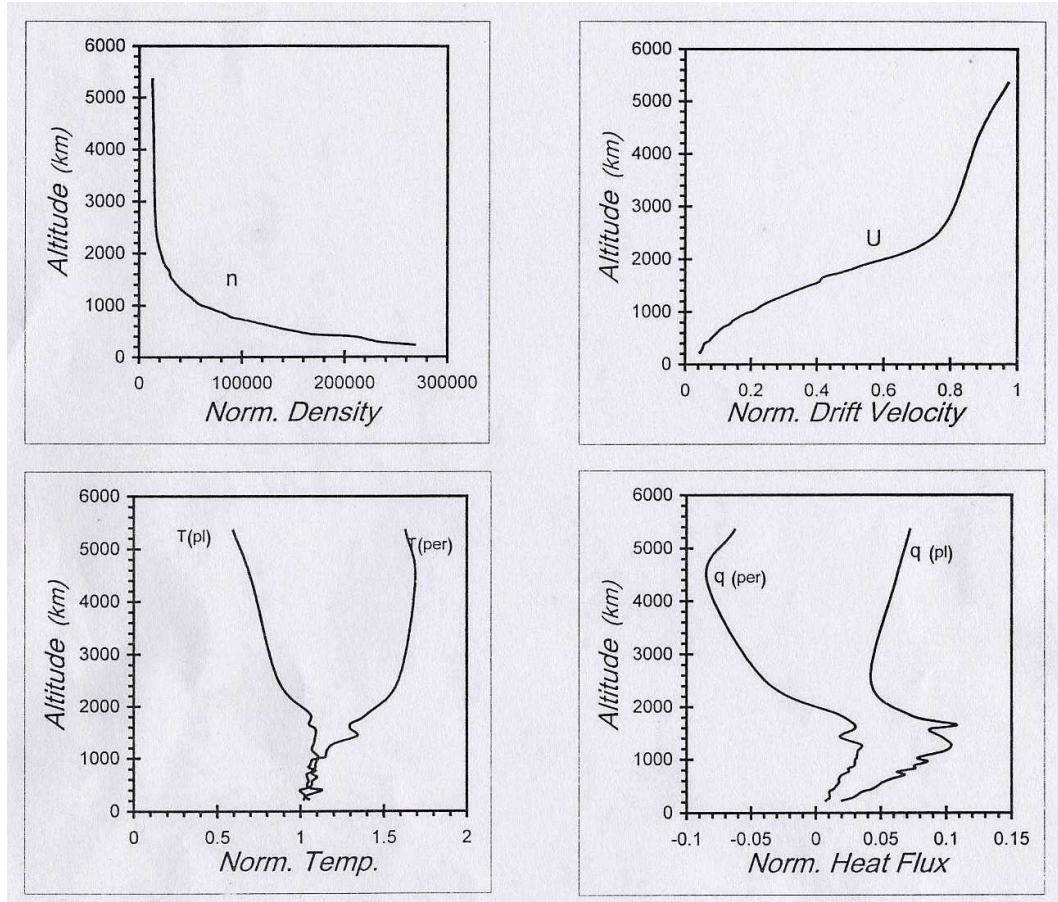 6000
5000
4000
3000
2000
1000
0
Altitude (km)
n
0 100000 200000 300000
Norm. Density
6000
5000
4000
3000
2000
1000
0
Altitude (km)
U
0 0.2 0.4 0.6 0.8 1
Norm. Drift Velocity
6000
5000
4000
3000
2000
1000
0
Altitude (km)
T(pl)
T(per)
0 0.5 1 1.5 2
Norm. Temp.
6000
5000
4000
3000
2000
1000
0
Altitude (km)
q (per)
q (pl)
-0.1 -0.05 0 0.05 0.1 0.15
Norm. Heat Flux